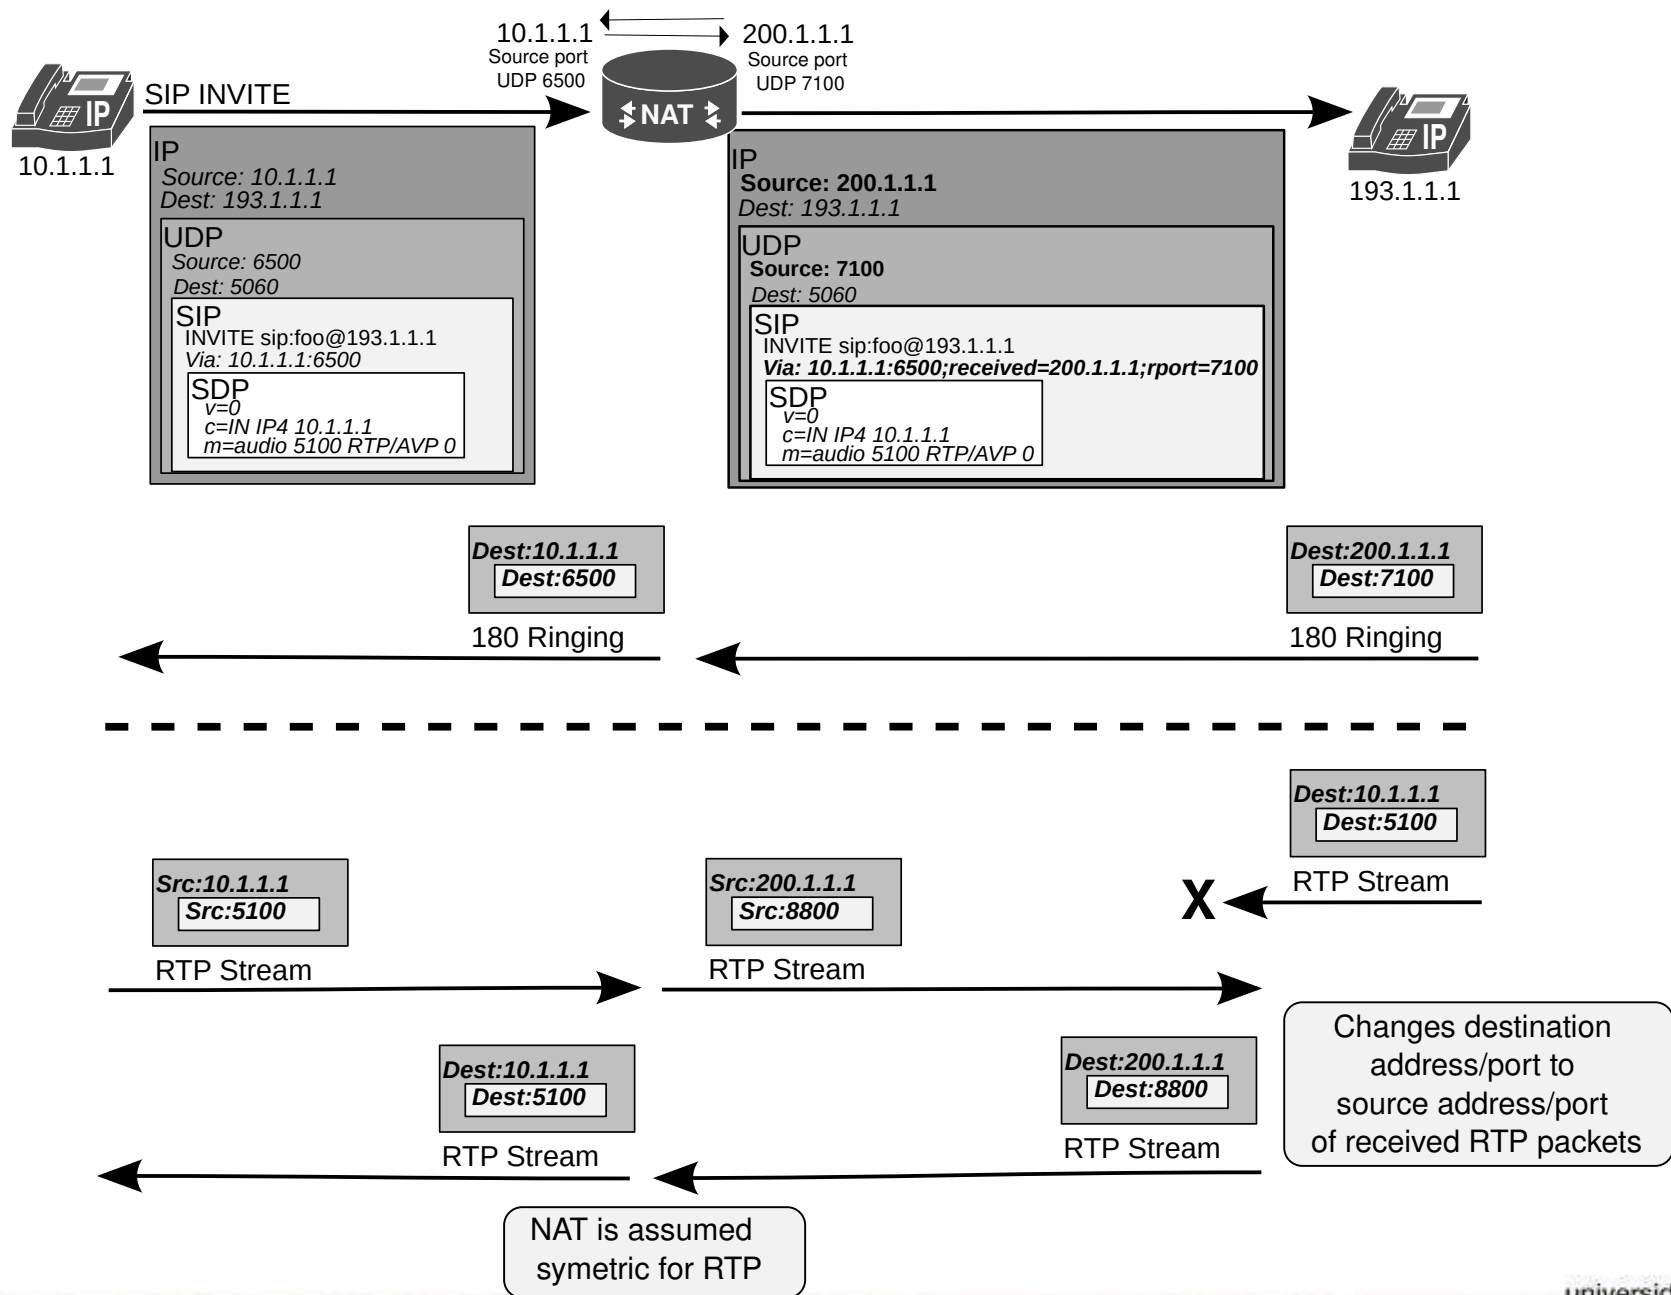 10.1.1.1
Source port
UDP 6500
200.1.1.1
Source port
UDP 7100
IP
10.1.1.1
SIP INVITE
NAT
IP
193.1.1.1
IP
Source: 10.1.1.1
Dest: 193.1.1.1
UDP
Source: 6500
Dest: 5060
SIP
INVITE sip:foo@193.1.1.1
Via: 10.1.1.1:6500
SDP
v=0
c=IN IP4 10.1.1.1
m=audio 5100 RTP/AVP 0
IP
Source: 200.1.1.1
Dest: 193.1.1.1
UDP
Source: 7100
Dest: 5060
SIP
INVITE sip:foo@193.1.1.1
Via: 10.1.1.1:6500;received=200.1.1.1;rport=7100
SDP
v=0
c=IN IP4 10.1.1.1
m=audio 5100 RTP/AVP 0
Dest:10.1.1.1
Dest:6500
180 Ringing
Dest:200.1.1.1
Dest:7100
180 Ringing
Dest:10.1.1.1
Dest:5100
RTP Stream
X
Src:10.1.1.1
Src:5100
RTP Stream
Src:200.1.1.1
Src:8800
RTP Stream
Changes destination
address/port to
source address/port
of received RTP packets
Dest:10.1.1.1
Dest:5100
RTP Stream
Dest:200.1.1.1
Dest:8800
RTP Stream
NAT is assumed
symetric for RTP